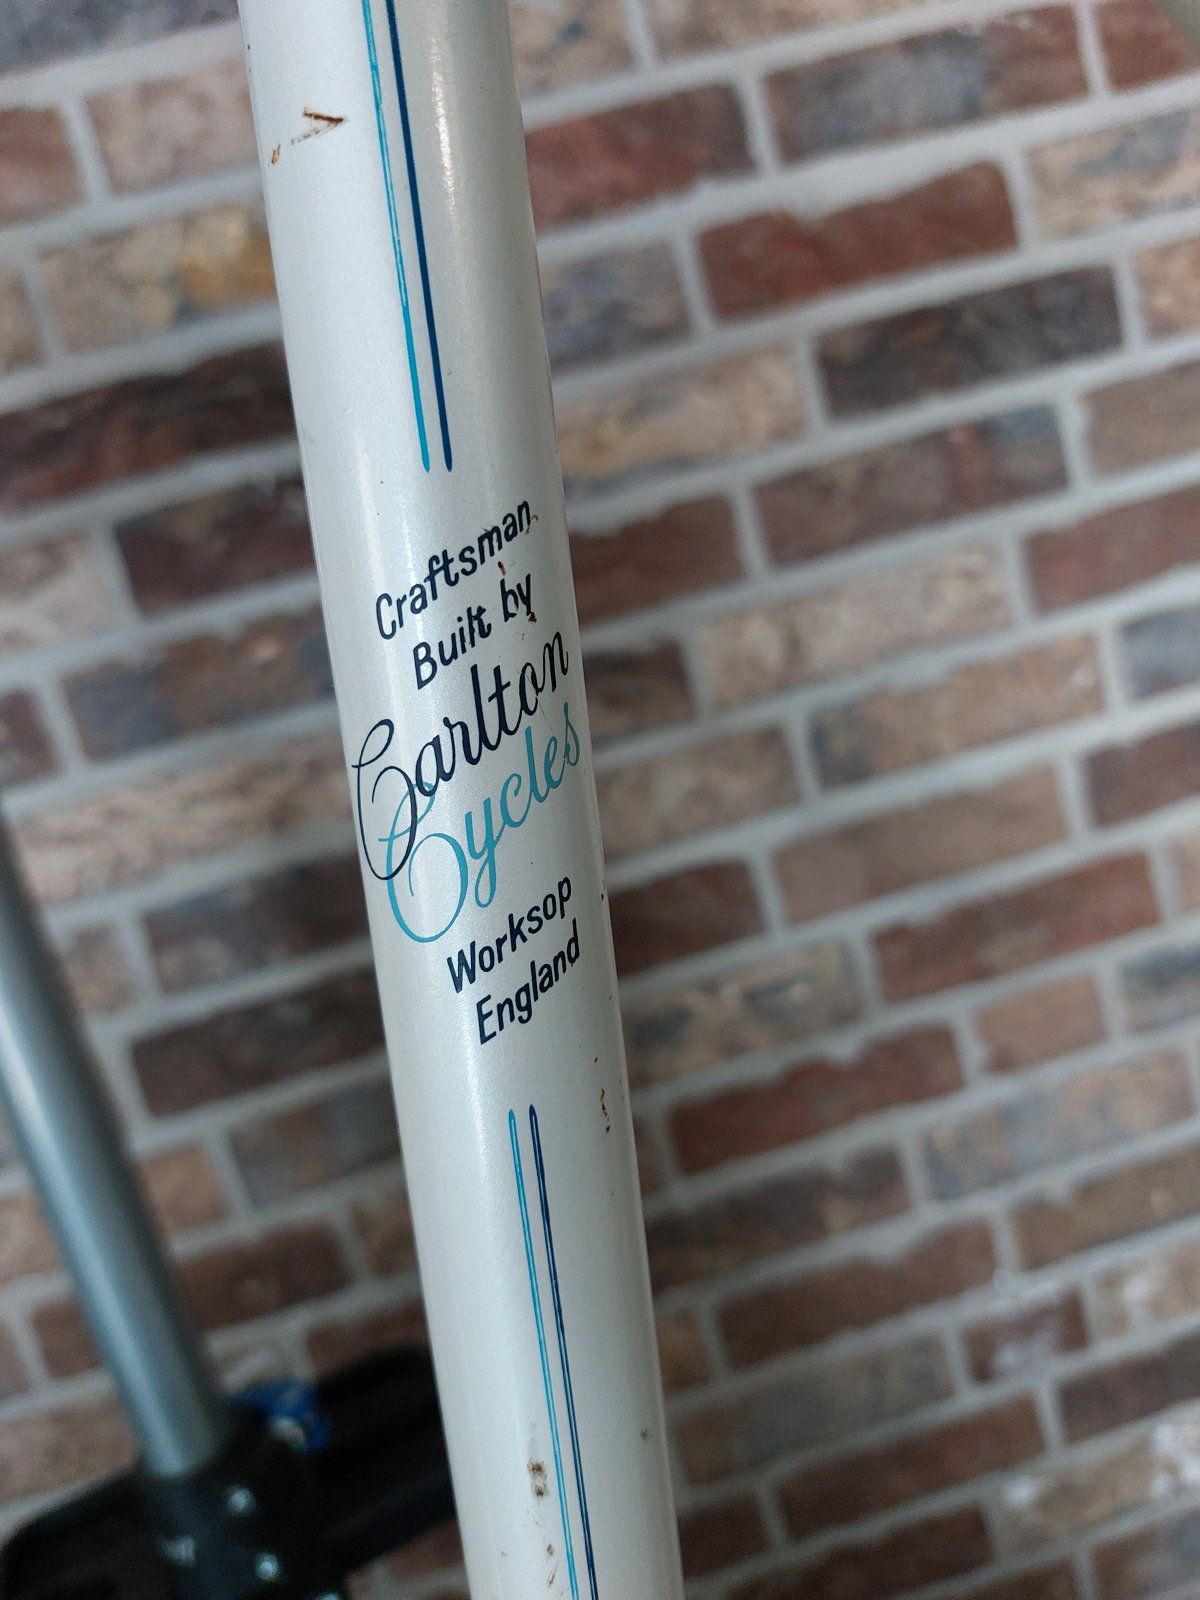 Craftsman
Built by
Carlton
Cycles
Worksop
England